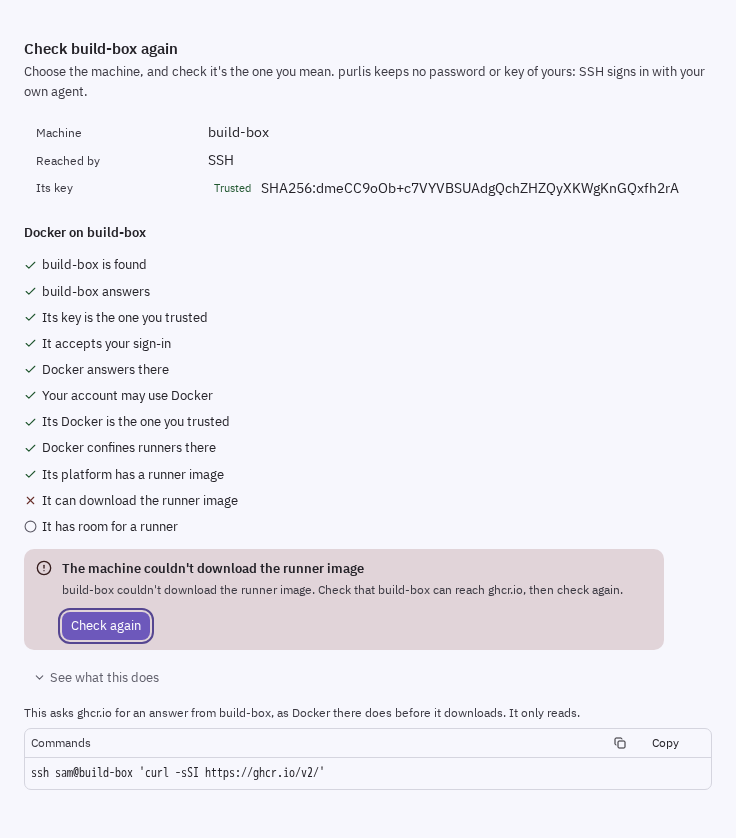 Check build-box again
Choose the machine, and check it's the one you mean. purlis keeps no password or key of yours: SSH signs in with your
own agent.
Machine build-box
Reached by SSH
Its key Trusted SHA256:dmeCC9oOb+c7VYVBSUAdgQchZHZQyXKWgKnGQxfh2rA
Docker on build-box
build-box is found
build-box answers
Its key is the one you trusted
It accepts your sign-in
Docker answers there
Your account may use Docker
Its Docker is the one you trusted
Docker confines runners there
Its platform has a runner image
It can download the runner image
It has room for a runner
The machine couldn't download the runner image
build-box couldn't download the runner image. Check that build-box can reach ghcr.io, then check again.
Check again
See what this does
This asks ghcr.io for an answer from build-box, as Docker there does before it downloads. It only reads.
Commands Copy
ssh sam@build-box 'curl -sSI https://ghcr.io/v2/'